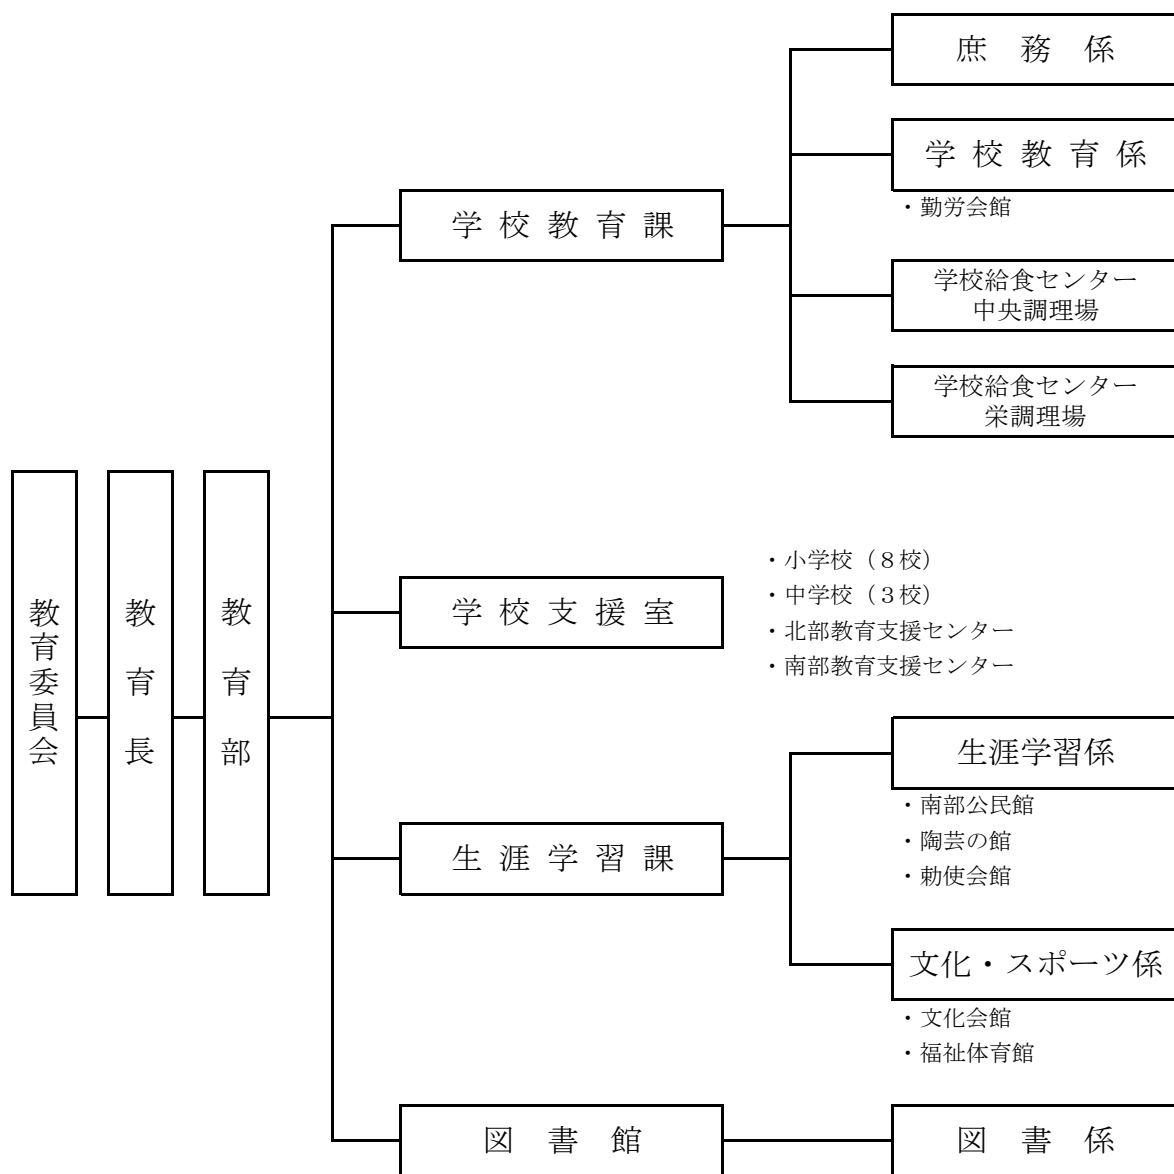 教育委員会
教育長
教育部
学校教育課
庶務係
学校教育係
・勤労会館
学校給食センター
中央調理場
学校給食センター
栄調理場
学校支援室
・小学校（８校）
・中学校（３校）
・北部教育支援センター
・南部教育支援センター
生涯学習課
生涯学習係
・南部公民館
・陶芸の館
・勅使会館
文化・スポーツ係
・文化会館
・福祉体育館
図書館
図書係